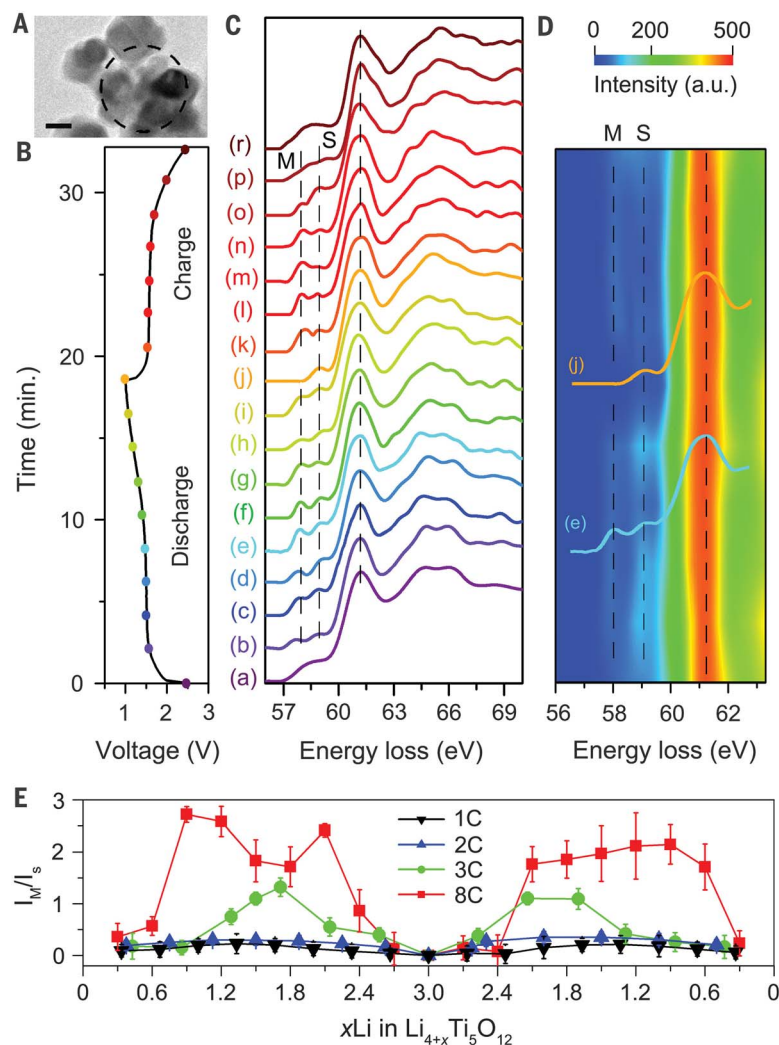 A
B
Time (min.)
30
20
10
0
Charge
Discharge
1 2 3
Voltage (V)
C
M
S
(r)
(p)
(o)
(n)
(m)
(l)
(k)
(j)
(i)
(h)
(g)
(f)
(e)
(d)
(c)
(b)
(a)
57 60 63 66 69
Energy loss (eV)
D
0 200 500
Intensity (a.u.)
M S
(j)
(e)
56 58 60 62
Energy loss (eV)
E
I_M/I_s
3
2
1
0
1C
2C
3C
8C
0 0.6 1.2 1.8 2.4 3.0 2.4 1.8 1.2 0.6 0
xLi in Li₄₊ₓTi₅O₁₂